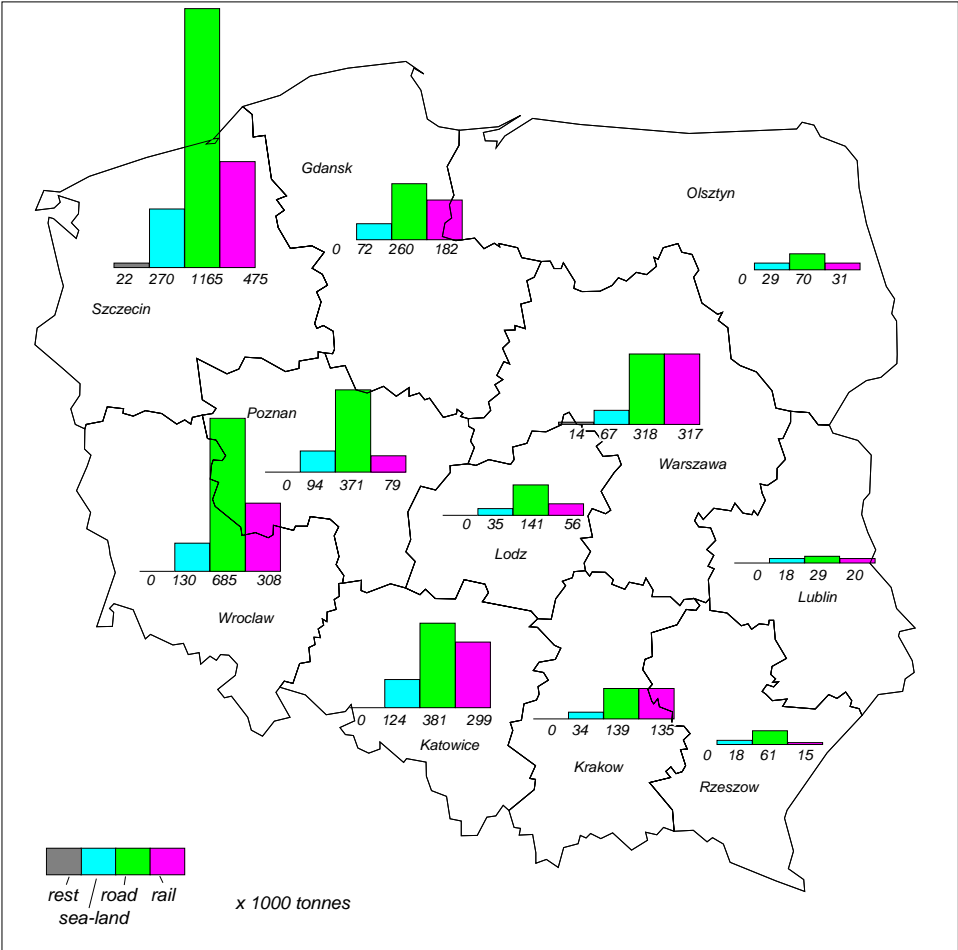 Gdansk
0 72 260 182
Olsztyn
0 29 70 31
22 270 1165 475
Szczecin
Poznan
0 94 371 79
14 67 318 317
Warszawa
0 35 141 56
Lodz
0 130 685 308
Wroclaw
0 18 29 20
Lublin
0 124 381 299
Katowice
0 34 139 135
Krakow
0 18 61 15
Rzeszow
rest road rail
sea-land
x 1000 tonnes